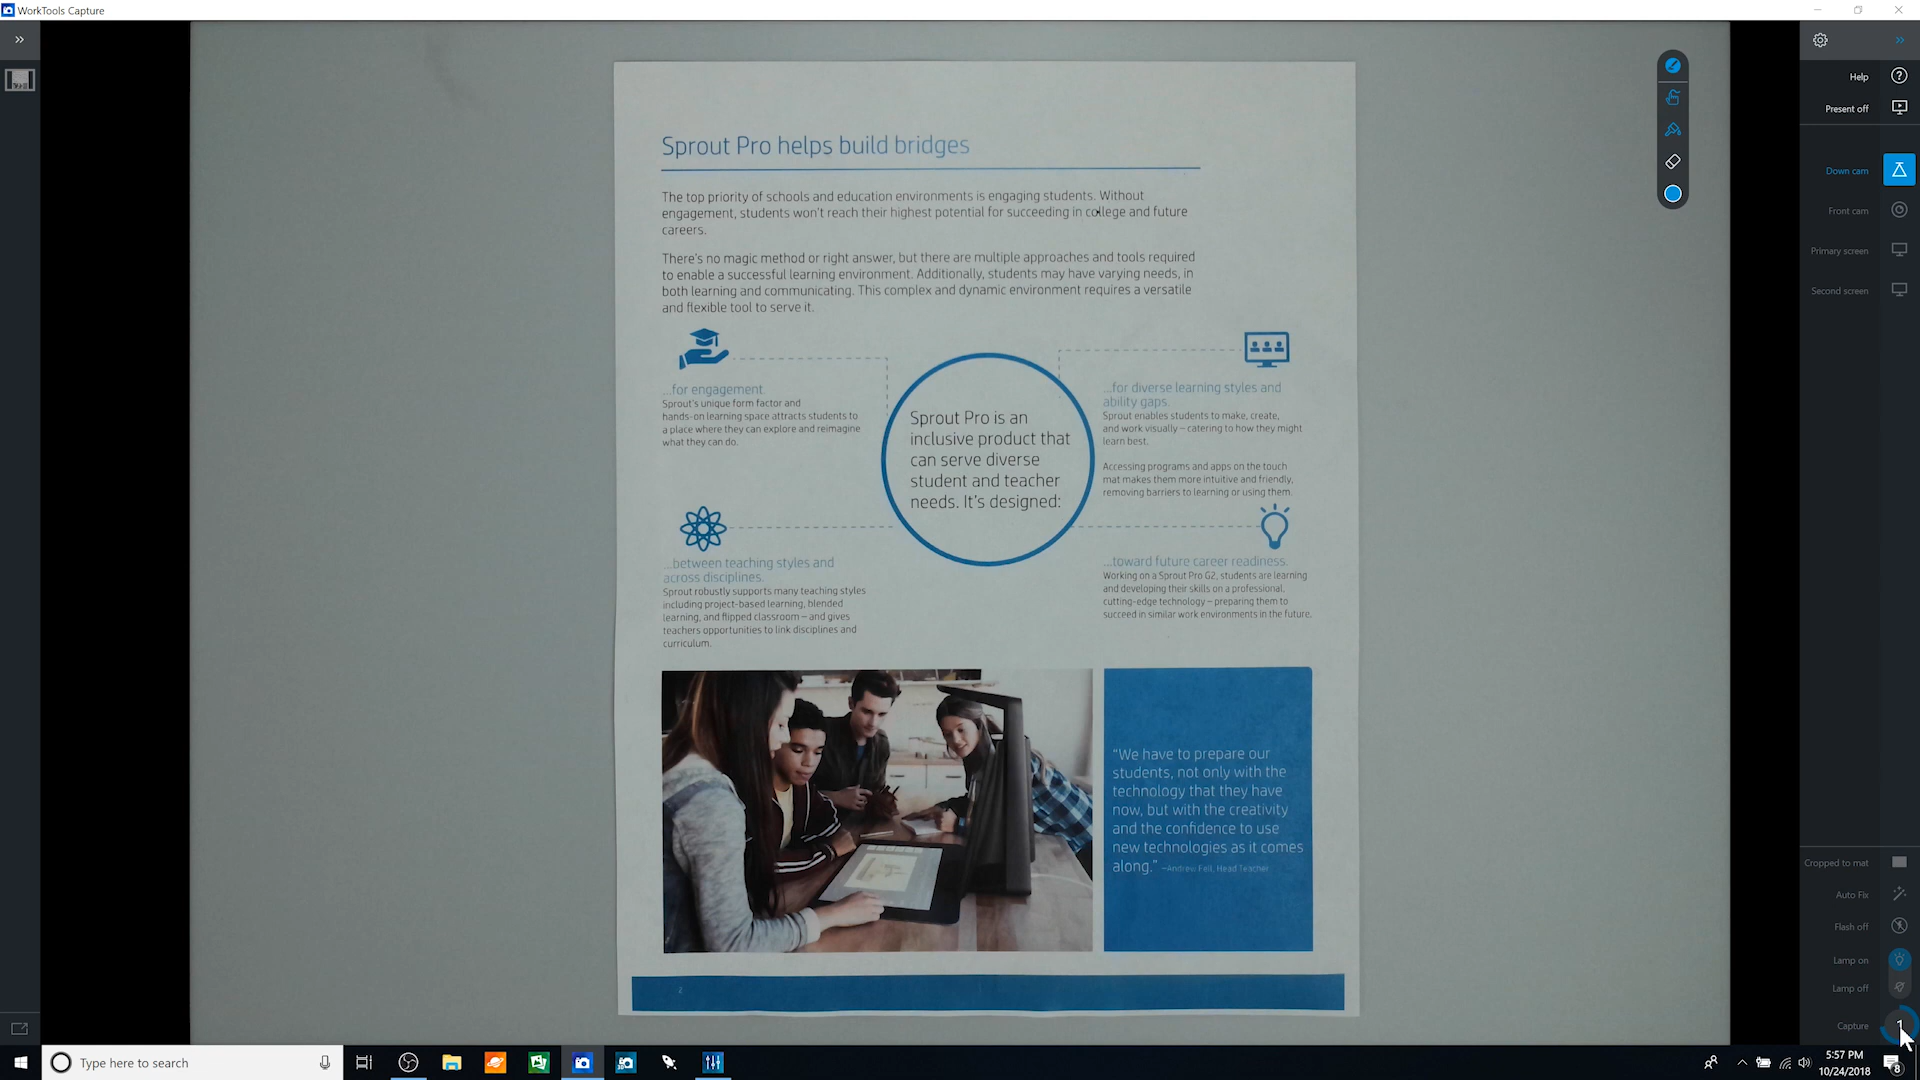 WorkTools Capture
Help
Present off
Down cam
Front cam
Primary screen
Second screen
Sprout Pro helps build bridges
The top priority of schools and education environments is engaging students. Without
engagement, students won't reach their highest potential for succeeding in college and future
careers.
There's no magic method or right answer, but there are multiple approaches and tools required
to enable a successful learning environment. Additionally, students may have varying needs, in
both learning and communicating. This complex and dynamic environment requires a versatile
and flexible tool to serve it.
...for engagement.
Sprout's unique form factor and
hands-on learning space attracts students to
a place where they can explore and reimagine
what they can do.
Sprout Pro is an
inclusive product that
can serve diverse
student and teacher
needs. It's designed:
...for diverse learning styles and
ability gaps.
Sprout enables students to make, create,
and work visually – catering to how they might
learn best.
Accessing programs and apps on the touch
mat makes them more intuitive and friendly,
removing barriers to learning or using them.
...between teaching styles and
across disciplines.
Sprout robustly supports many teaching styles
including project-based learning, blended
learning, and flipped classroom – and gives
teachers opportunities to link disciplines and
curriculum.
...toward future career readiness.
Working on a Sprout Pro G2, students are learning
and developing their skills on a professional,
cutting-edge technology – preparing them to
succeed in similar work environments in the future.
"We have to prepare our
students, not only with the
technology that they have
now, but with the creativity
and the confidence to use
new technologies as it comes
along." –Andrew Fell, Head Teacher
2
Cropped to mat
Auto Fix
Flash off
Lamp on
Lamp off
Capture
1
Type here to search
5:57 PM
10/24/2018
8